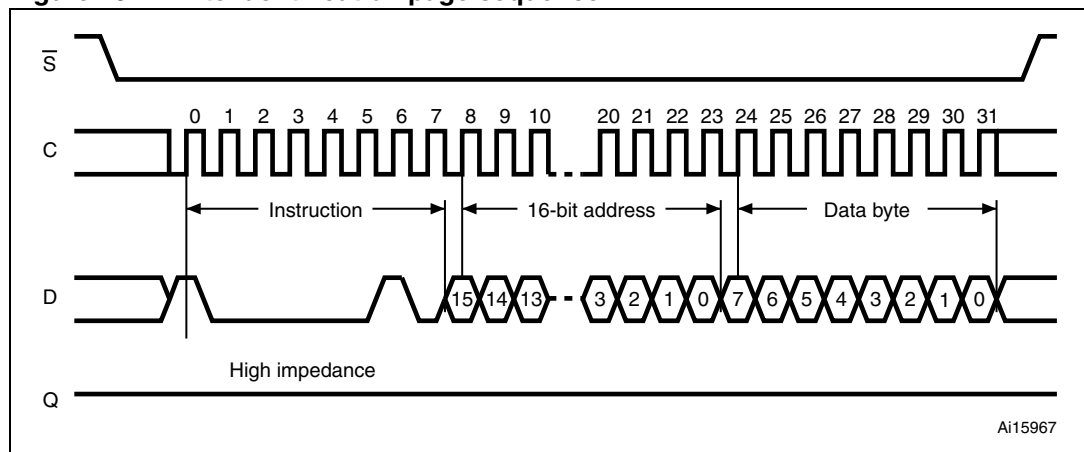 S
0 1 2 3 4 5 6 7 8 9 10 20 21 22 23 24 25 26 27 28 29 30 31
C
Instruction 16-bit address Data byte
D
15 14 13 3 2 1 0 7 6 5 4 3 2 1 0
High impedance
Q
Ai15967